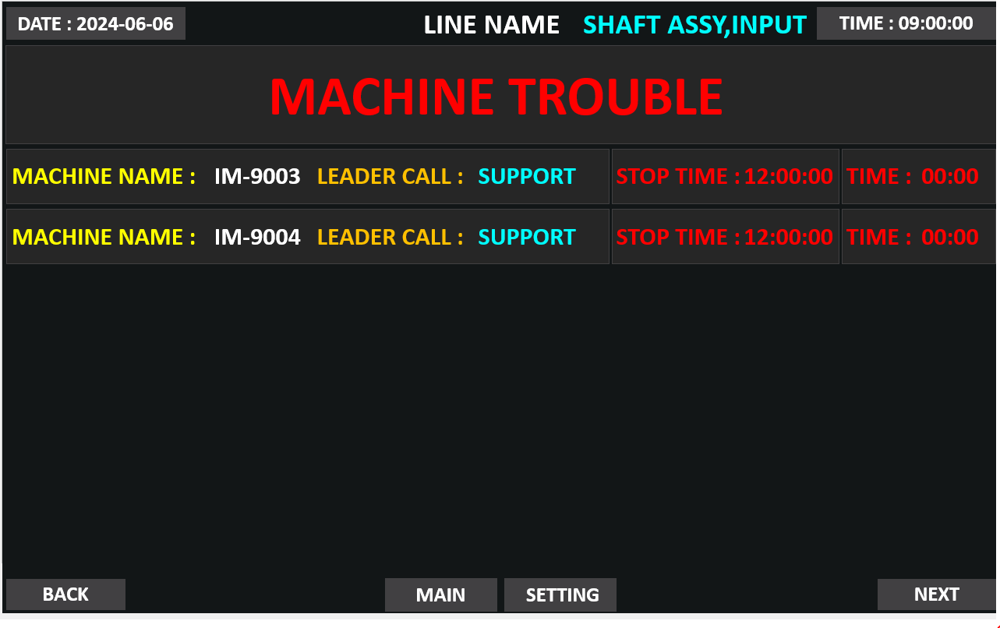 DATE : 2024-06-06 LINE NAME SHAFT ASSY,INPUT TIME : 09:00:00
MACHINE TROUBLE
MACHINE NAME : IM-9003 LEADER CALL : SUPPORT STOP TIME : 12:00:00 TIME : 00:00
MACHINE NAME : IM-9004 LEADER CALL : SUPPORT STOP TIME : 12:00:00 TIME : 00:00
BACK MAIN SETTING NEXT